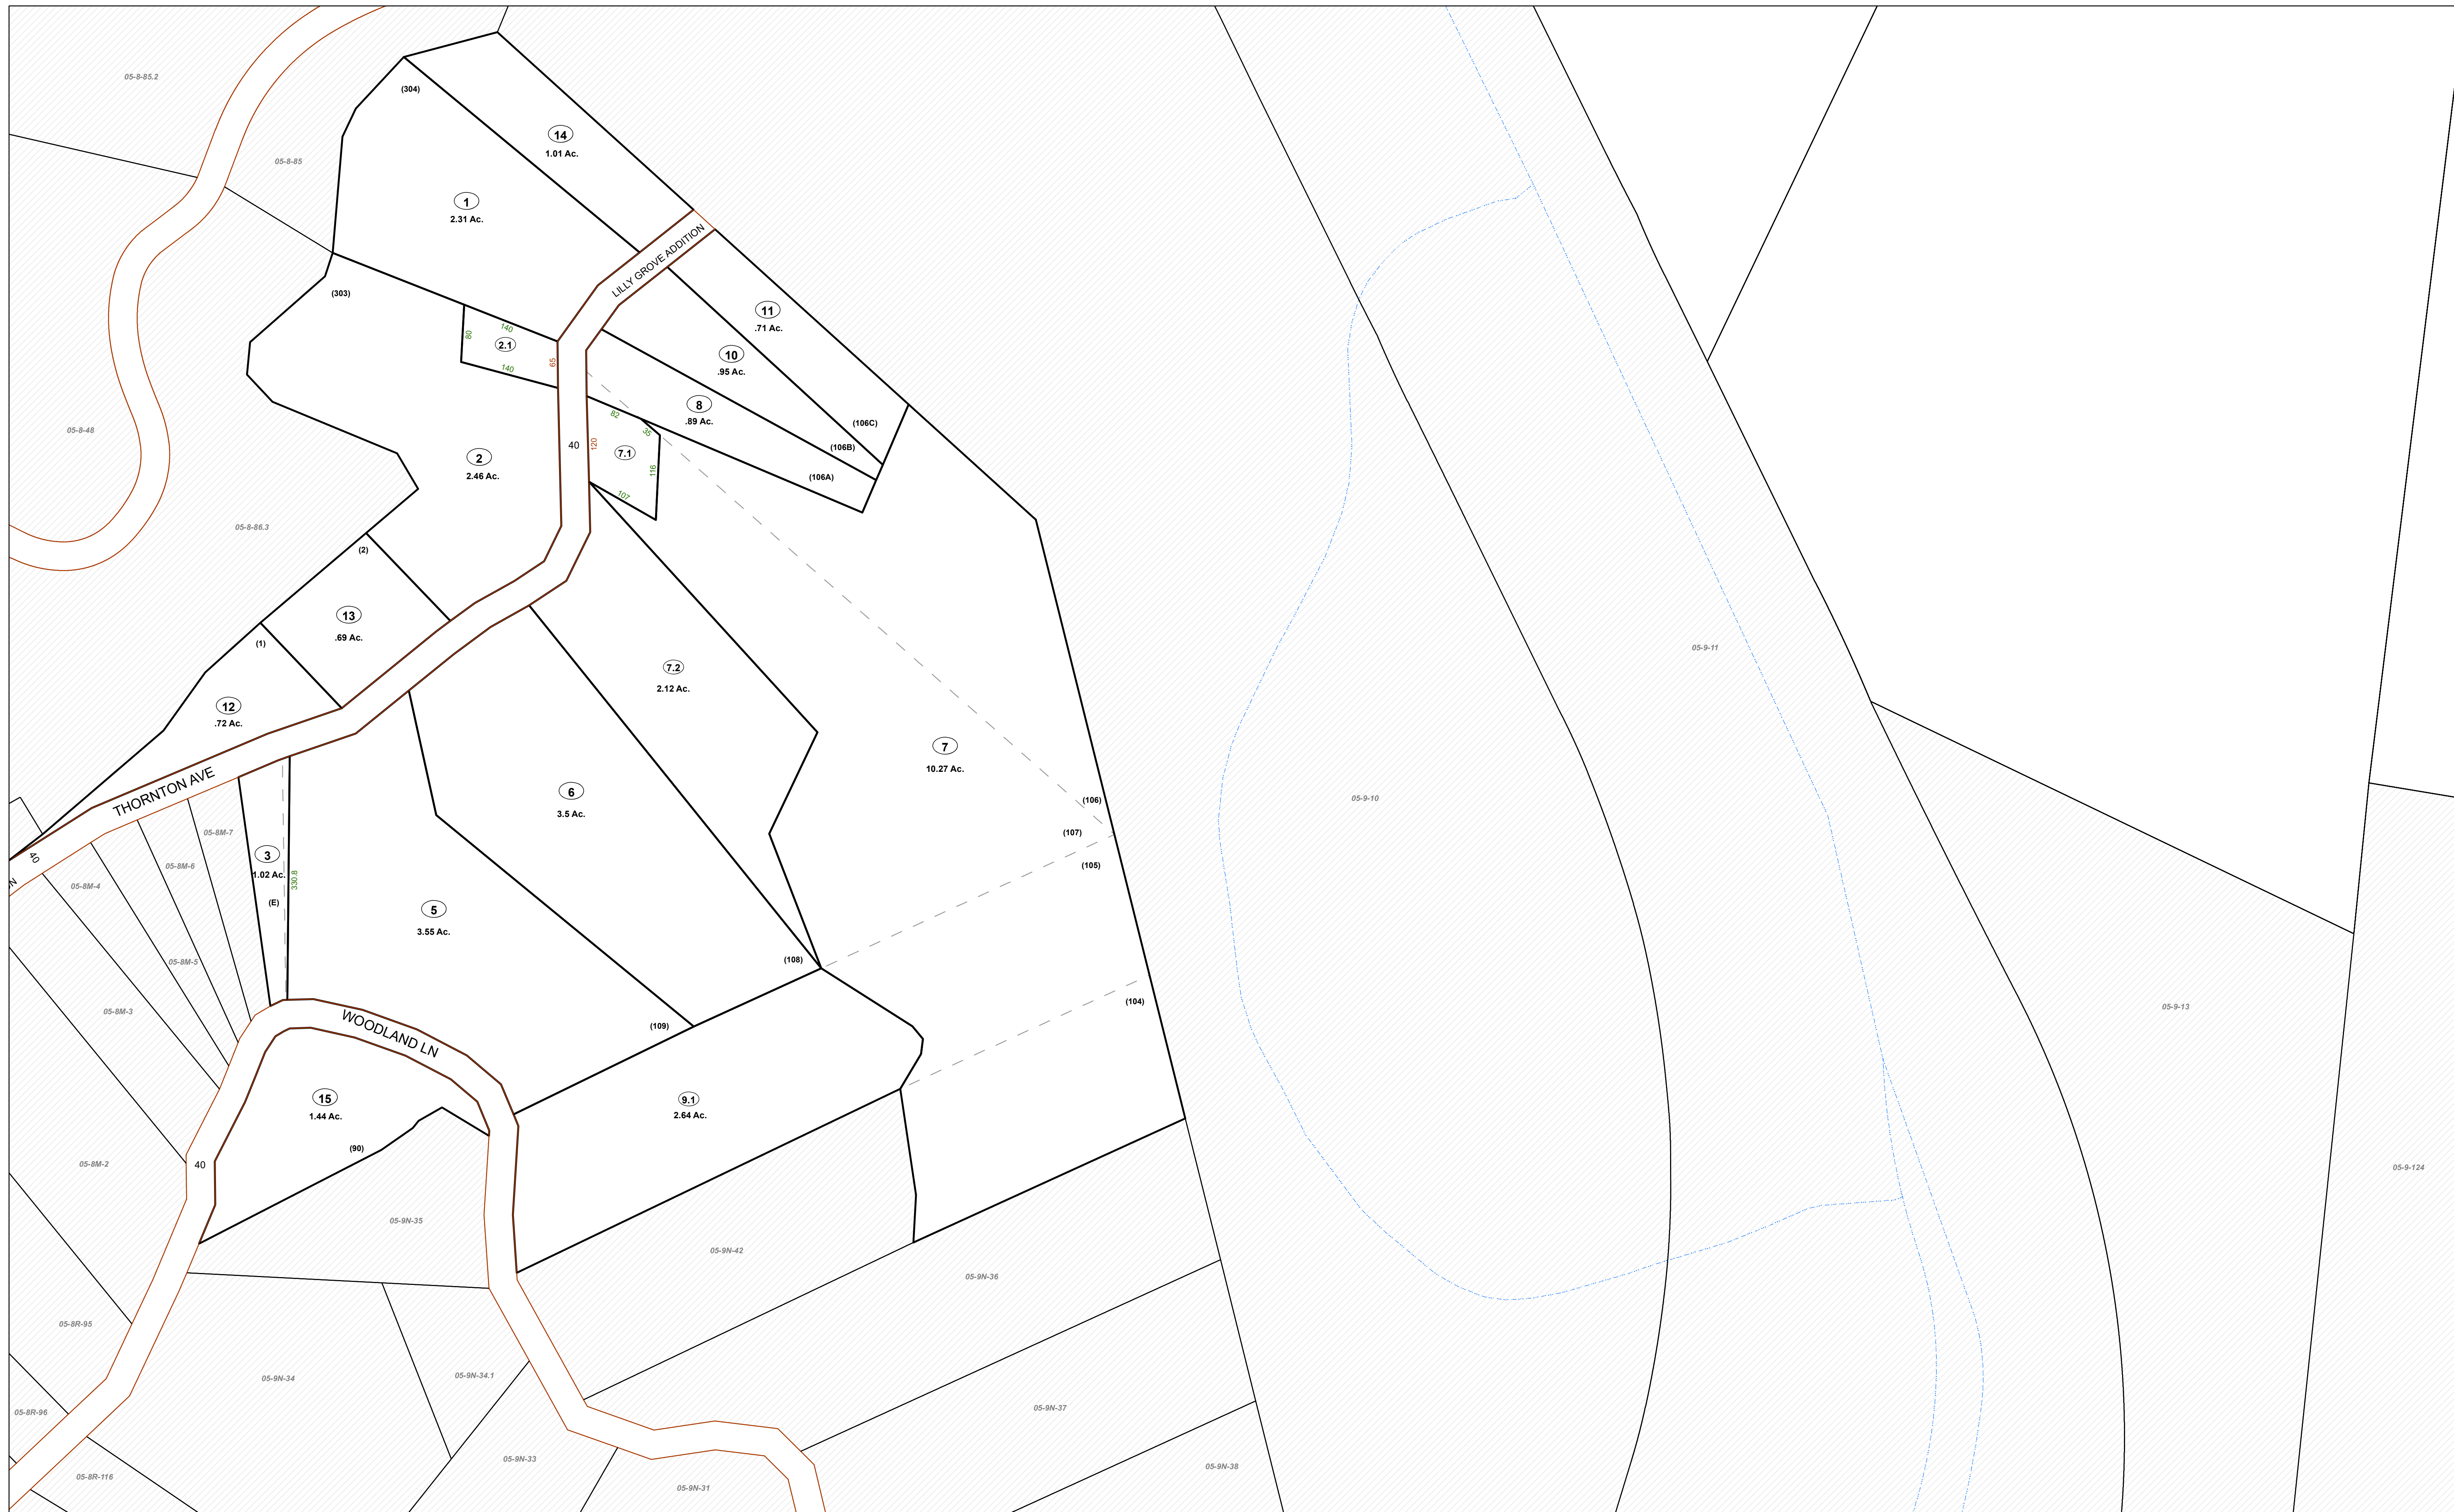 05-8-85.2
(304)
14
1.01 Ac.
05-8-85
1
2.31 Ac.
LILLY GROVE ADDITION
(303)
11
.71 Ac.
140
80
2.1
65
140
10
.95 Ac.
8
.89 Ac.
82
35
(106C)
05-8-48
40
120
7.1
(106B)
2
2.46 Ac.
116
(106A)
107
05-8-86.3
(2)
13
.69 Ac.
(1)
05-9-11
7.2
2.12 Ac.
12
.72 Ac.
7
10.27 Ac.
THORNTON AVE
6
3.5 Ac.
(106)
05-9-10
05-8M-7
(107)
40
3
1.02 Ac.
05-8M-6
(105)
330.8
05-8M-4
N
(E)
5
3.55 Ac.
05-8M-5
(108)
(104)
05-9-13
05-8M-3
WOODLAND LN
(109)
15
1.44 Ac.
9.1
2.64 Ac.
(90)
40
05-8M-2
05-9-124
05-9N-35
05-9N-42
05-9N-36
05-8R-95
05-9N-34
05-9N-34.1
05-9N-37
05-8R-96
05-9N-33
05-9N-38
05-8R-116
05-9N-31